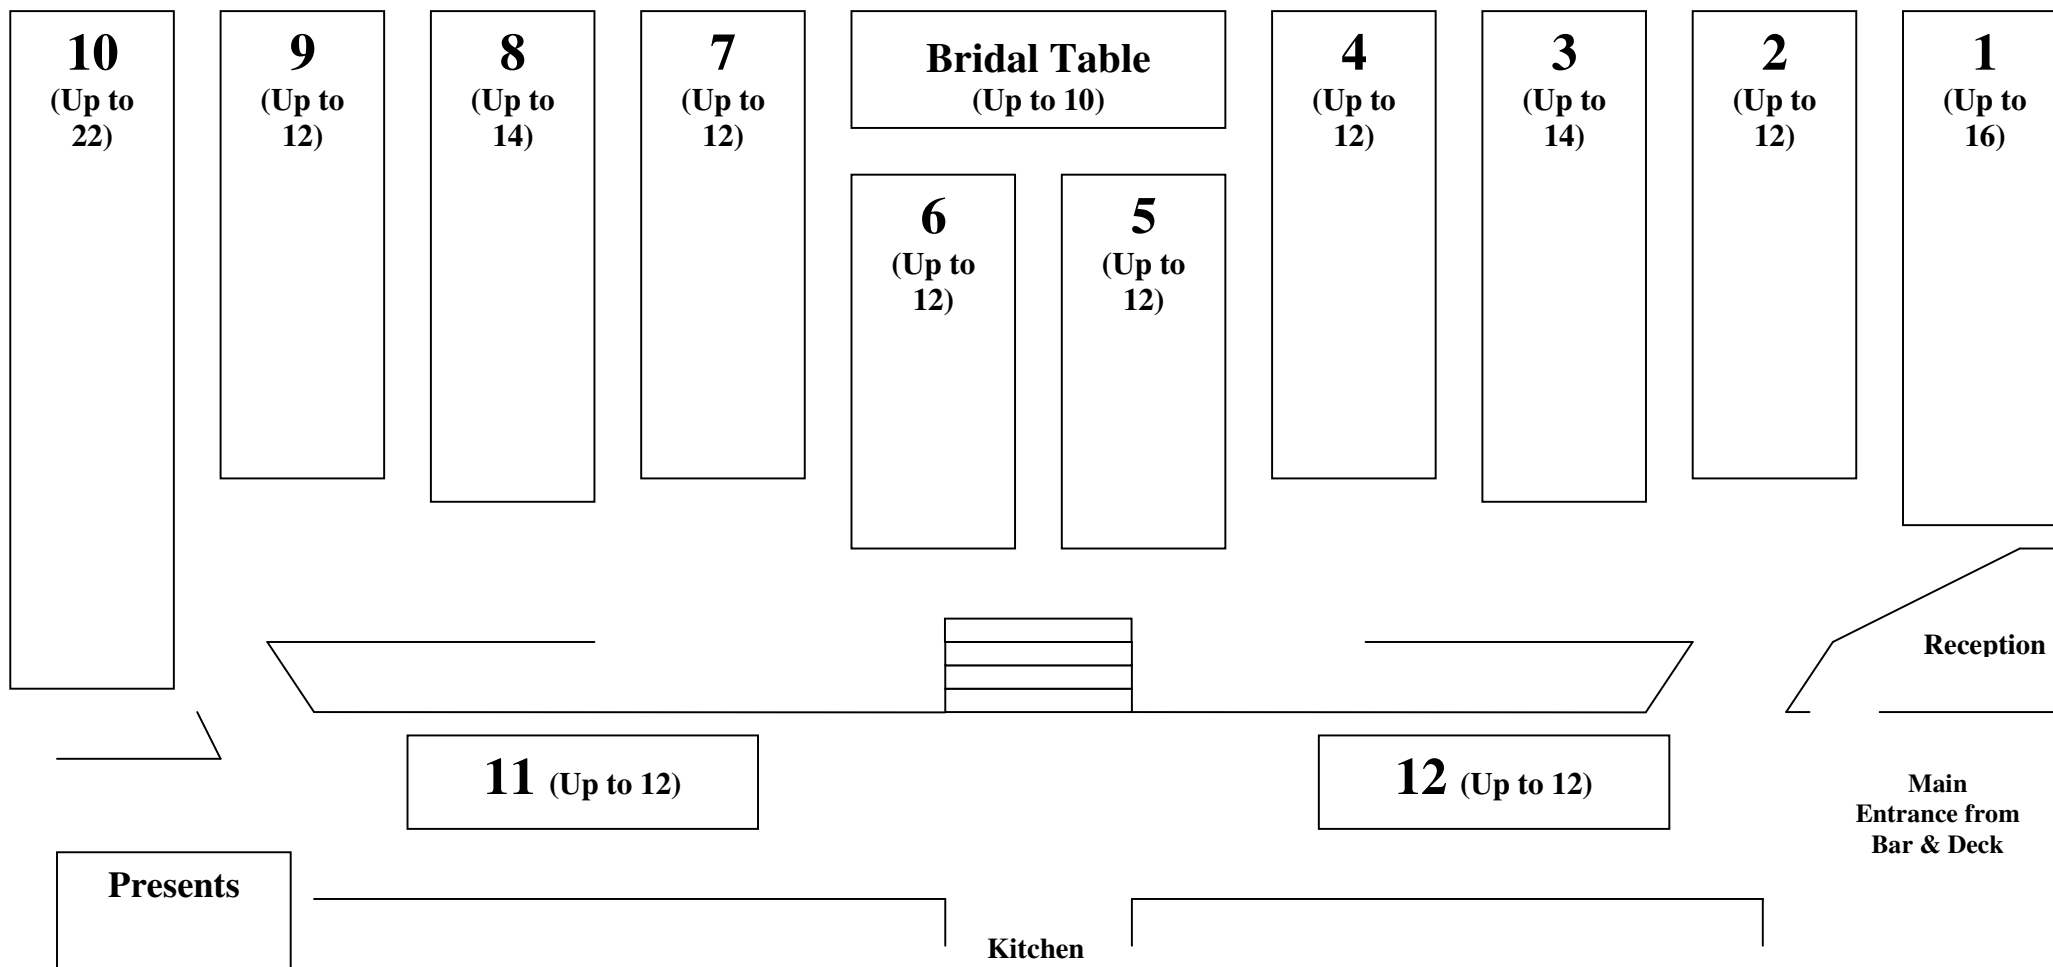 10
(Up to
22)
9
(Up to
12)
8
(Up to
14)
7
(Up to
12)
Bridal Table
(Up to 10)
4
(Up to
12)
3
(Up to
14)
2
(Up to
12)
1
(Up to
16)
6
(Up to
12)
5
(Up to
12)
Reception
11 (Up to 12)
12 (Up to 12)
Main
Entrance from
Bar & Deck
Presents
Kitchen